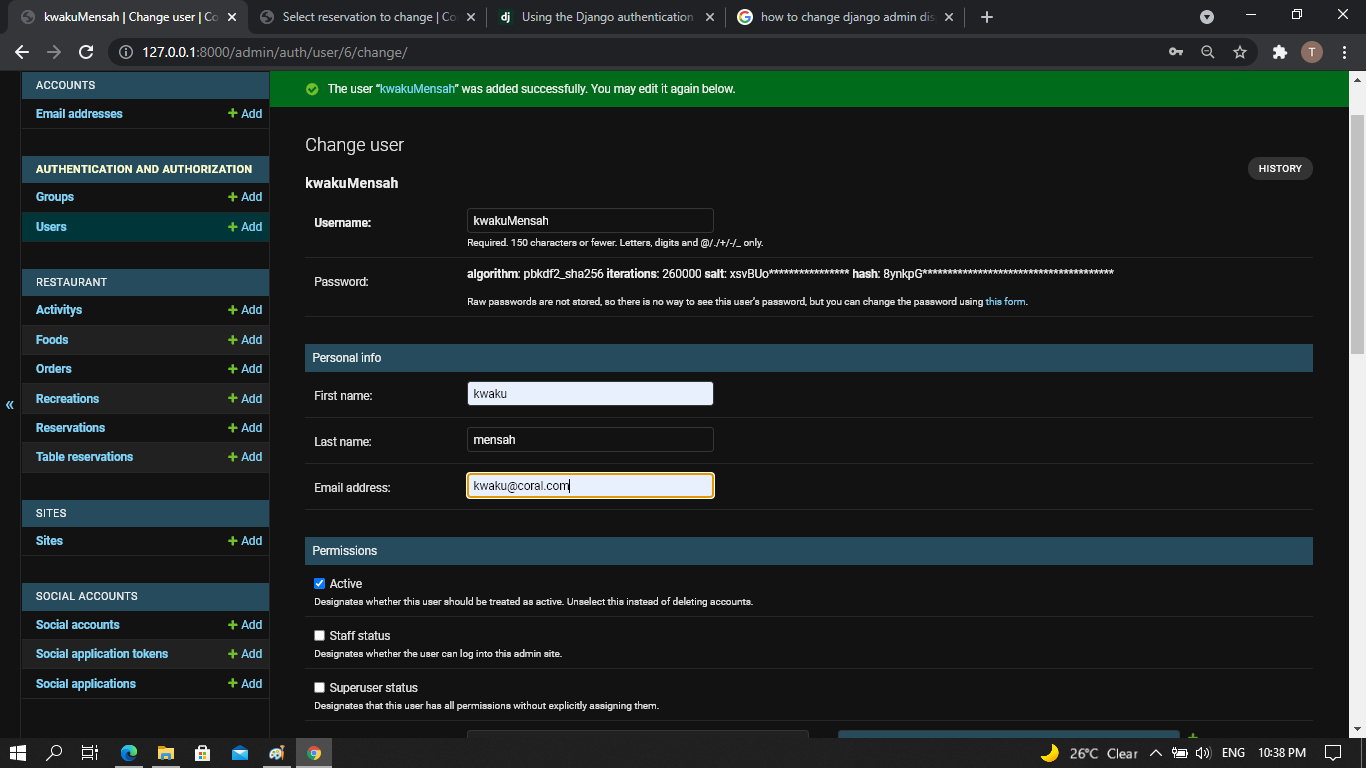 kwakuMensah | Change user | Co
Select reservation to change | Co
dj Using the Django authentication
how to change django admin dis
127.0.0.1:8000/admin/auth/user/6/change/
T
ACCOUNTS
Email addresses + Add
AUTHENTICATION AND AUTHORIZATION
Groups + Add
Users + Add
RESTAURANT
Activitys + Add
Foods + Add
Orders + Add
Recreations + Add
Reservations + Add
Table reservations + Add
SITES
Sites + Add
SOCIAL ACCOUNTS
Social accounts + Add
Social application tokens + Add
Social applications + Add
«
The user "kwakuMensah" was added successfully. You may edit it again below.
Change user
HISTORY
kwakuMensah
Username: kwakuMensah
Required. 150 characters or fewer. Letters, digits and @/./+/-/_ only.
Password: algorithm: pbkdf2_sha256 iterations: 260000 salt: xsvBUo**************** hash: 8ynkpG**************************************
Raw passwords are not stored, so there is no way to see this user's password, but you can change the password using this form.
Personal info
First name: kwaku
Last name: mensah
Email address: kwaku@coral.com
Permissions
Active
Designates whether this user should be treated as active. Unselect this instead of deleting accounts.
Staff status
Designates whether the user can log into this admin site.
Superuser status
Designates that this user has all permissions without explicitly assigning them.
26°C Clear ENG 10:38 PM